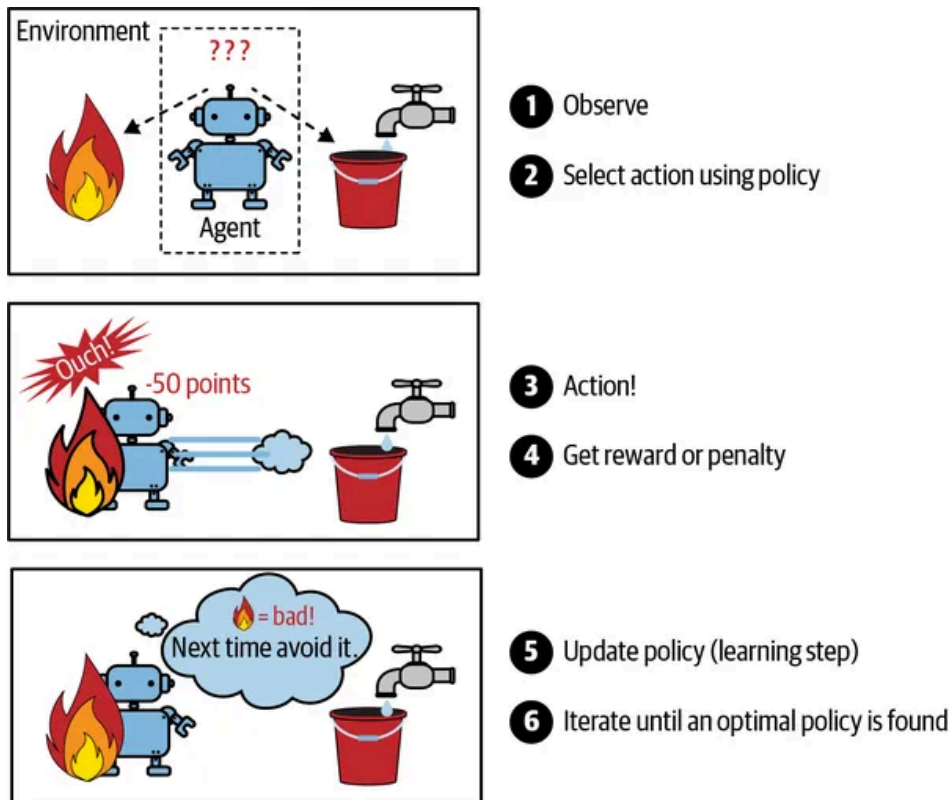 Environment
???
Agent
1 Observe
2 Select action using policy
Ouch!
-50 points
3 Action!
4 Get reward or penalty
= bad!
Next time avoid it.
5 Update policy (learning step)
6 Iterate until an optimal policy is found